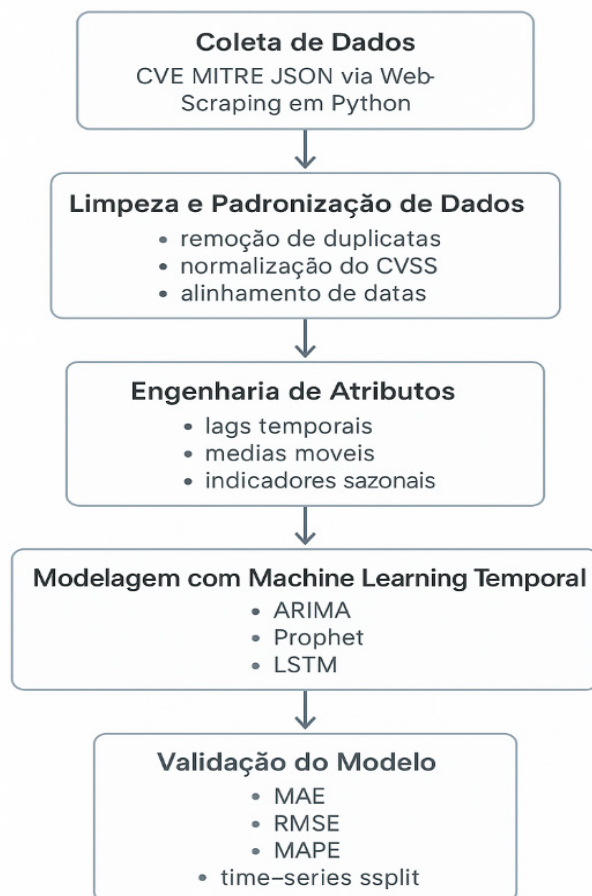 Coleta de Dados
CVE MITRE JSON via Web-
Scraping em Python
Limpeza e Padronização de Dados
• remoção de duplicatas
• normalização do CVSS
• alinhamento de datas
Engenharia de Atributos
• lags temporais
• medias moveis
• indicadores sazonais
Modelagem com Machine Learning Temporal
• ARIMA
• Prophet
• LSTM
Validação do Modelo
• MAE
• RMSE
• MAPE
• time–series ssplit